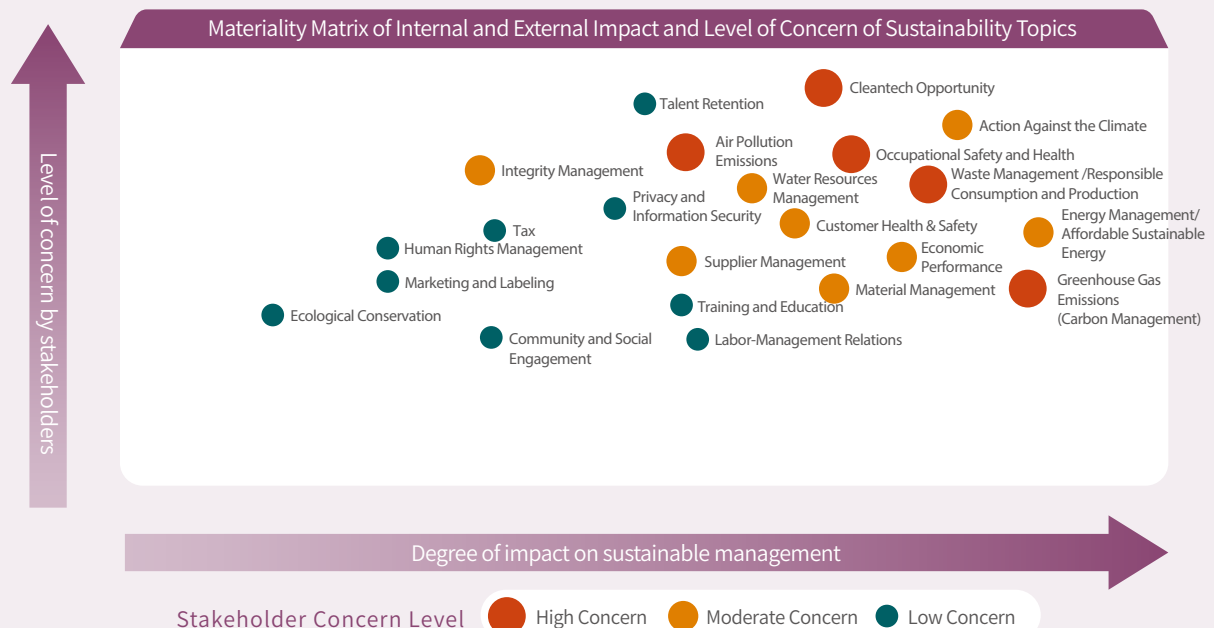 Materiality Matrix of Internal and External Impact and Level of Concern of Sustainability Topics
Level of concern by stakeholders
Cleantech Opportunity
Talent Retention
Action Against the Climate
Air Pollution
Emissions
Occupational Safety and Health
Integrity Management
Waste Management /Responsible
Consumption and Production
Water Resources
Management
Privacy and
Information Security
Customer Health & Safety
Energy Management/
Affordable Sustainable
Energy
Tax
Human Rights Management
Economic
Performance
Supplier Management
Marketing and Labeling
Material Management
Greenhouse Gas
Emissions
(Carbon Management)
Training and Education
Ecological Conservation
Community and Social
Engagement
Labor-Management Relations
Degree of impact on sustainable management
Stakeholder Concern Level
High Concern
Moderate Concern
Low Concern